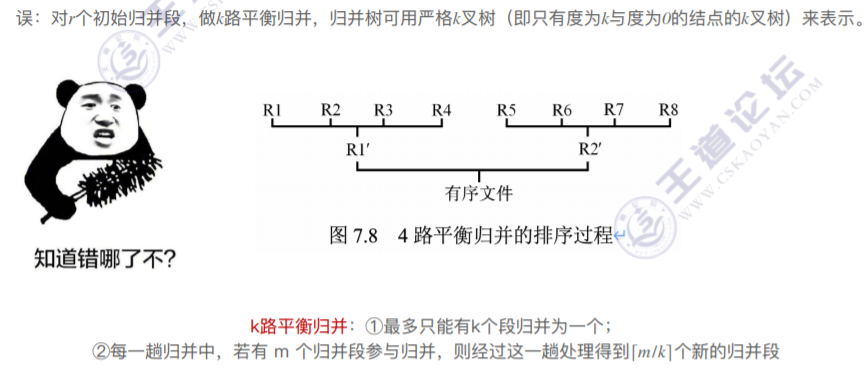 误：对r个初始归并段，做k路平衡归并，归并树可用严格k叉树（即只有度为k与度为0的结点的k叉树）来表示。
王道论坛
WWW.CSKAOYAN.COM
R1 R2 R3 R4 R5 R6 R7 R8
R1′ R2′
有序文件
图 7.8 4 路平衡归并的排序过程↵
知道错哪了不?
k路平衡归并：①最多只能有k个段归并为一个；
②每一趟归并中，若有 m 个归并段参与归并，则经过这一趟处理得到⌈m/k⌉个新的归并段